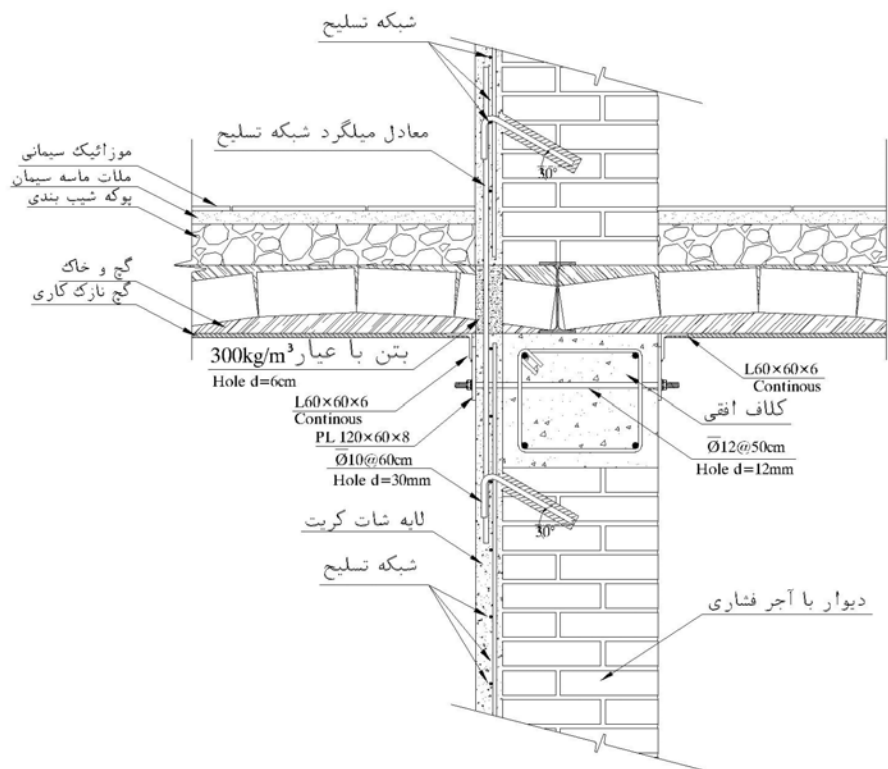 شبکه تسلیح
معادل میلگرد شبکه تسلیح
موزائیک سیمانی
ملات ماسه سیمان
پوکه شیب بندی
30°
گچ و خاک
گچ نازک کاری
بتن با عیار 300kg/m³
Hole d=6cm
L60×60×6
Continous
PL 120×60×8
Ø10@60cm
Hole d=30mm
L60×60×6
Continous
کلاف افقی
Ø12@50cm
Hole d=12mm
30°
لایه شات کریت
شبکه تسلیح
دیوار با آجر فشاری